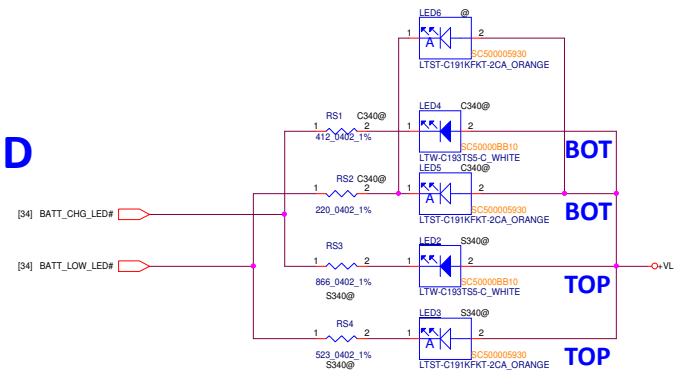 LED6 @
1 2
A
SC500005930
LTST-C191KFKT-2CA_ORANGE
RS1 C340@
1 2
412_0402_1%
LED4 C340@
1 2
SC50000BB10
LTW-C193TS5-C_WHITE
BOT
D
RS2 C340@
1 2
220_0402_1%
LED5 C340@
1 2
A
SC500005930
LTST-C191KFKT-2CA_ORANGE
BOT
[34] BATT_CHG_LED#
RS3
1 2
866_0402_1%
S340@
LED2 S340@
1 2
SC50000BB10
LTW-C193TS5-C_WHITE
TOP
+VL
[34] BATT_LOW_LED#
RS4
1 2
523_0402_1%
S340@
LED3 S340@
1 2
A
SC500005930
LTST-C191KFKT-2CA_ORANGE
TOP